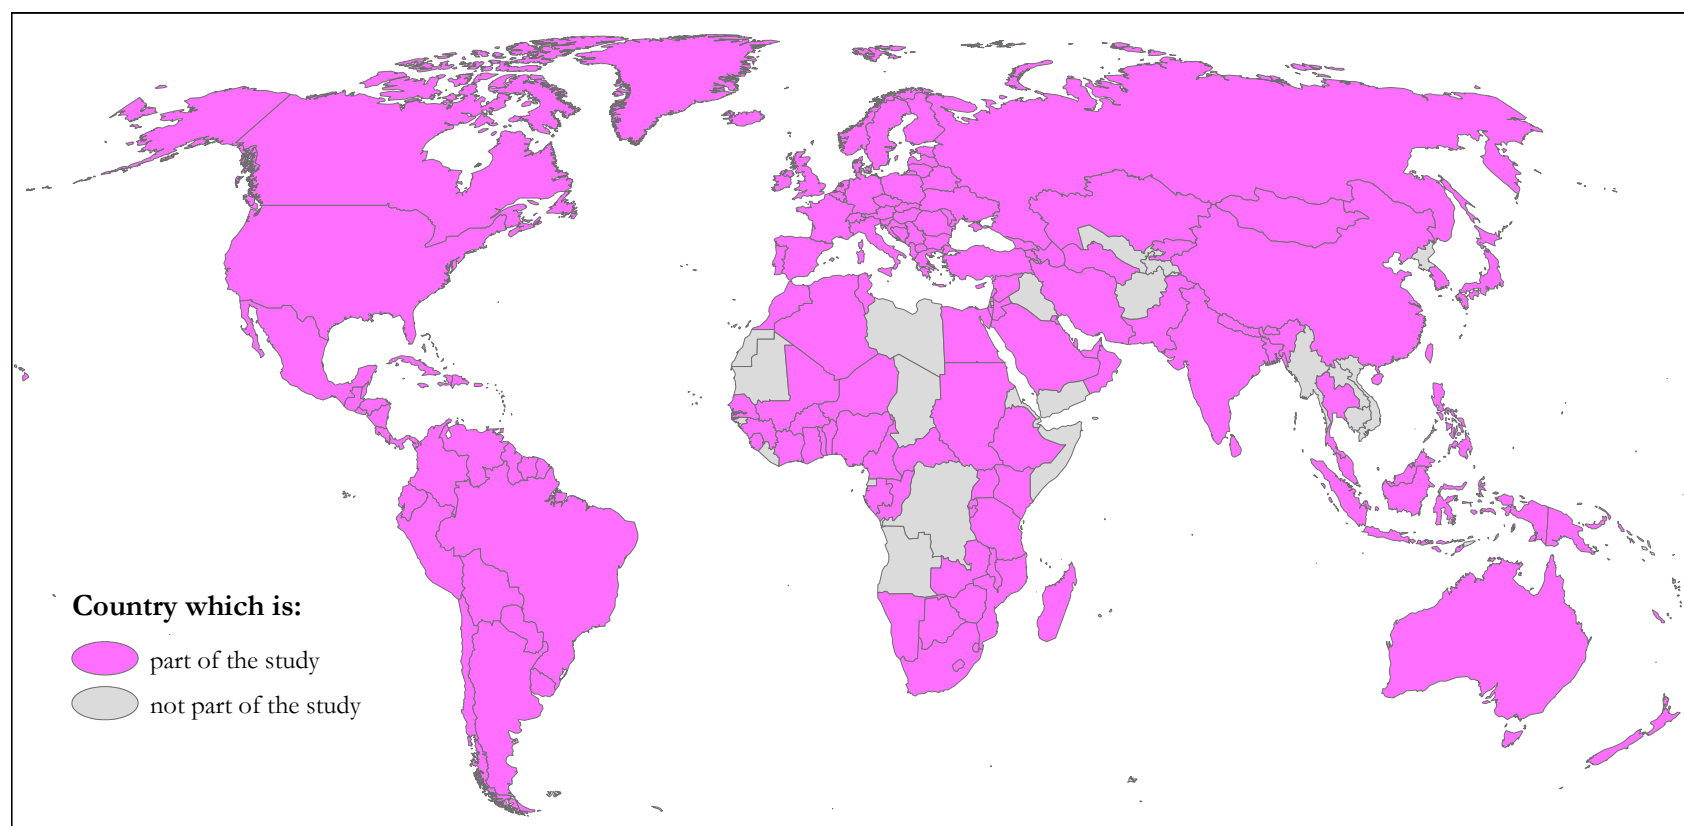 Country which is:
part of the study
not part of the study